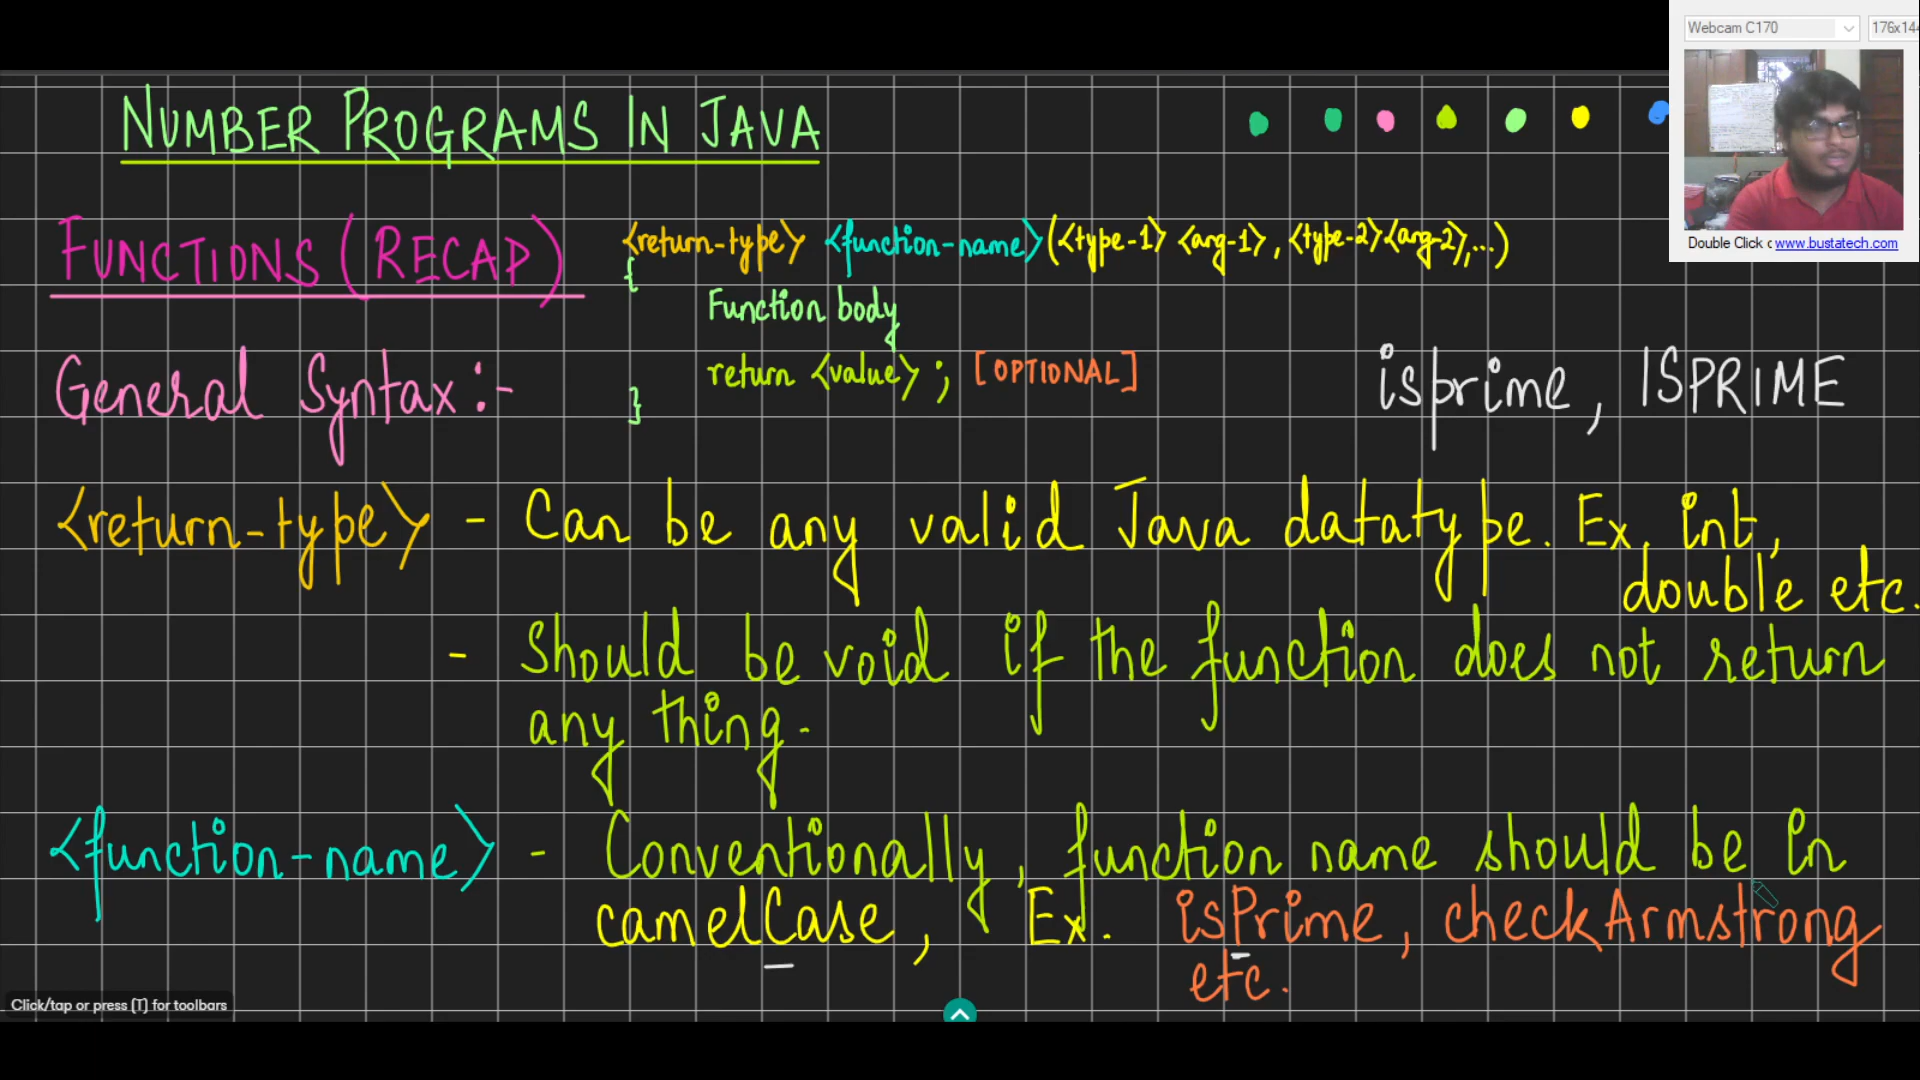 Webcam C170
176x144
NUMBER PROGRAMS IN JAVA
FUNCTIONS (RECAP)
<return-type> <function-name>(<type-1> <arg-1>, <type-2><arg-2>,...)
{
Function body
return <value>; [OPTIONAL]
}
Double Click c www.bustatech.com
General Syntax:-
isprime, ISPRIME
<return-type> - Can be any valid Java datatype. Ex. int,
double etc.
- Should be void if the function does not return
any thing.
<function-name> - Conventionally, function name should be in
camelCase, Ex. isPrime, checkArmstrong
etc.
Click/tap or press (T) for toolbars